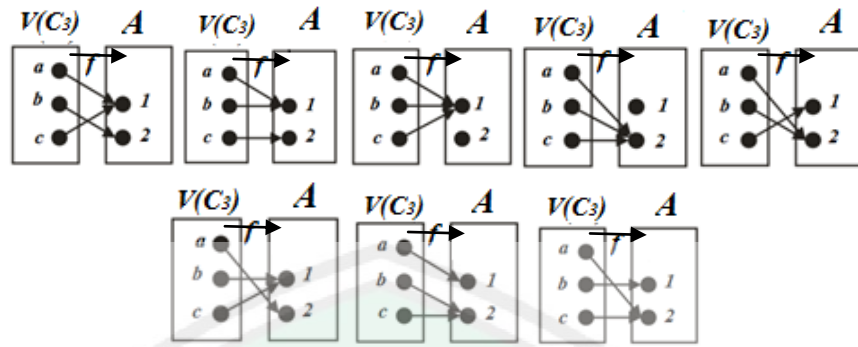 V(C₃) A V(C₃) A V(C₃) A V(C₃) A V(C₃) A
f f f f f
a a a a a
b 1 b 1 b 1 b 1 b 1
c 2 c 2 c 2 c 2 c 2
V(C₃) A V(C₃) A V(C₃) A
f f f
a a a
b 1 b 1 b 1
c 2 c 2 c 2